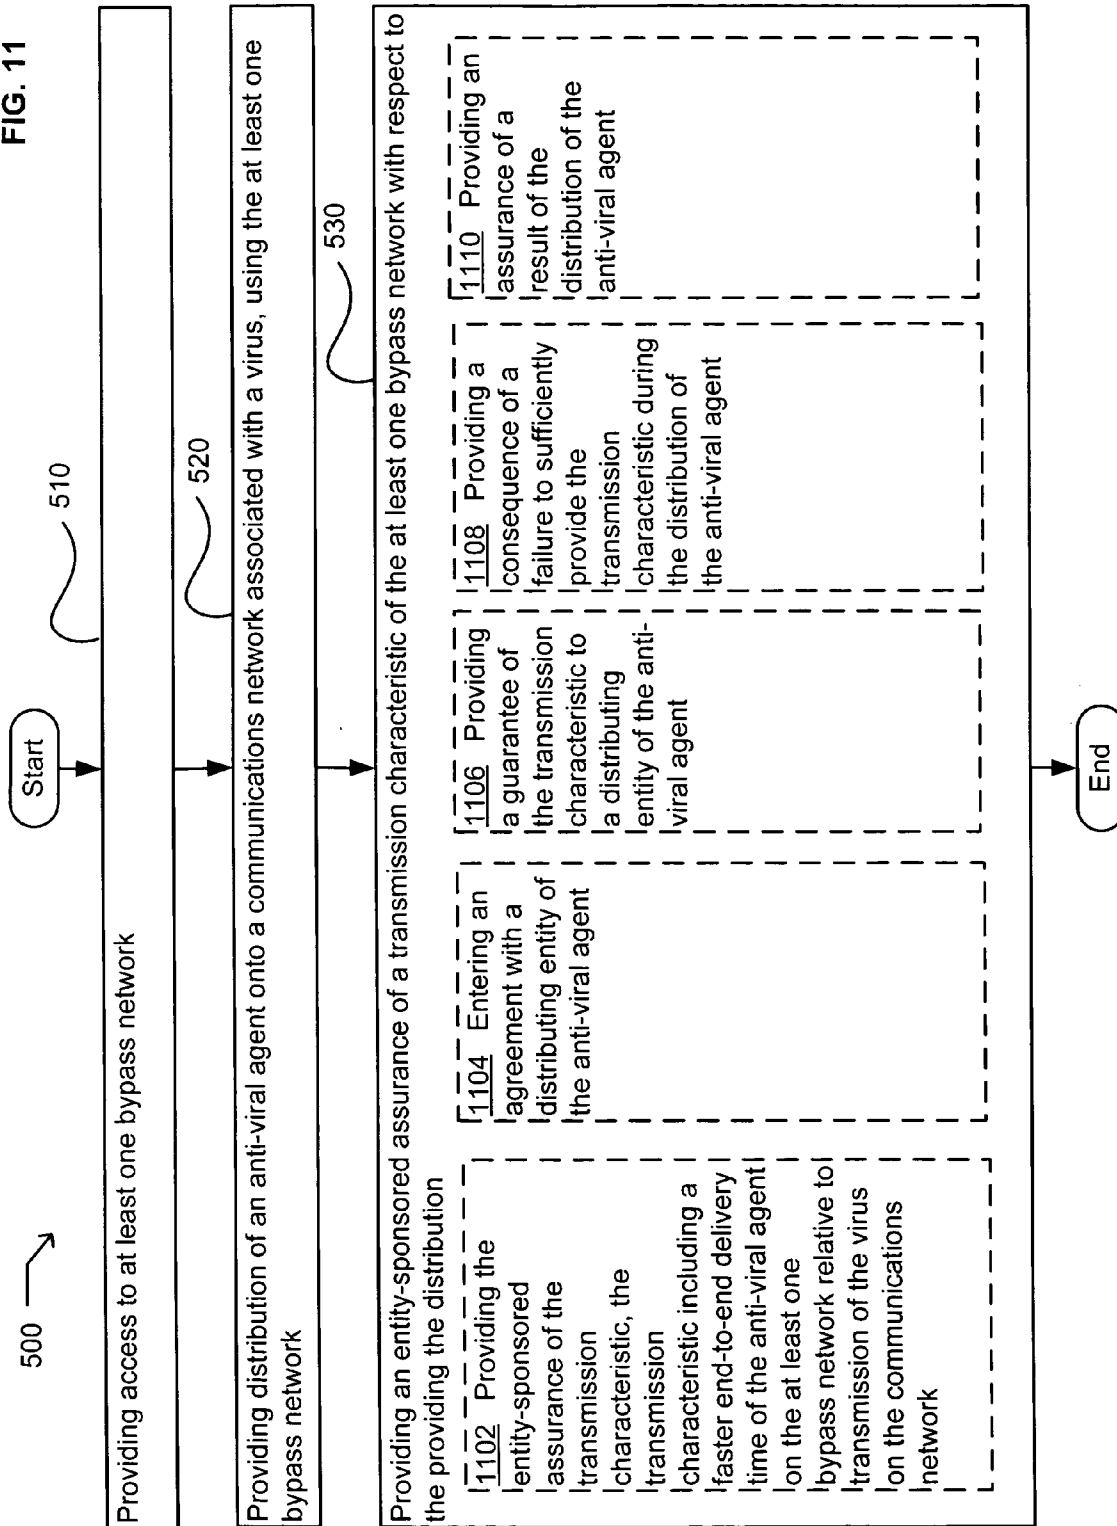 FIG. 11
500
Start
510
Providing access to at least one bypass network
520
Providing distribution of an anti-viral agent onto a communications network associated with a virus, using the at least one
bypass network
530
Providing an entity-sponsored assurance of a transmission characteristic of the at least one bypass network with respect to
the providing the distribution
1102 Providing the
entity-sponsored
assurance of the
transmission
characteristic, the
transmission
characteristic including a
faster end-to-end delivery
time of the anti-viral agent
on the at least one
bypass network relative to
transmission of the virus
on the communications
network
1104 Entering an
agreement with a
distributing entity of
the anti-viral agent
1106 Providing
a guarantee of
the transmission
characteristic to
a distributing
entity of the anti-
viral agent
1108 Providing a
consequence of a
failure to sufficiently
provide the
transmission
characteristic during
the distribution of
the anti-viral agent
1110 Providing an
assurance of a
result of the
distribution of the
anti-viral agent
End